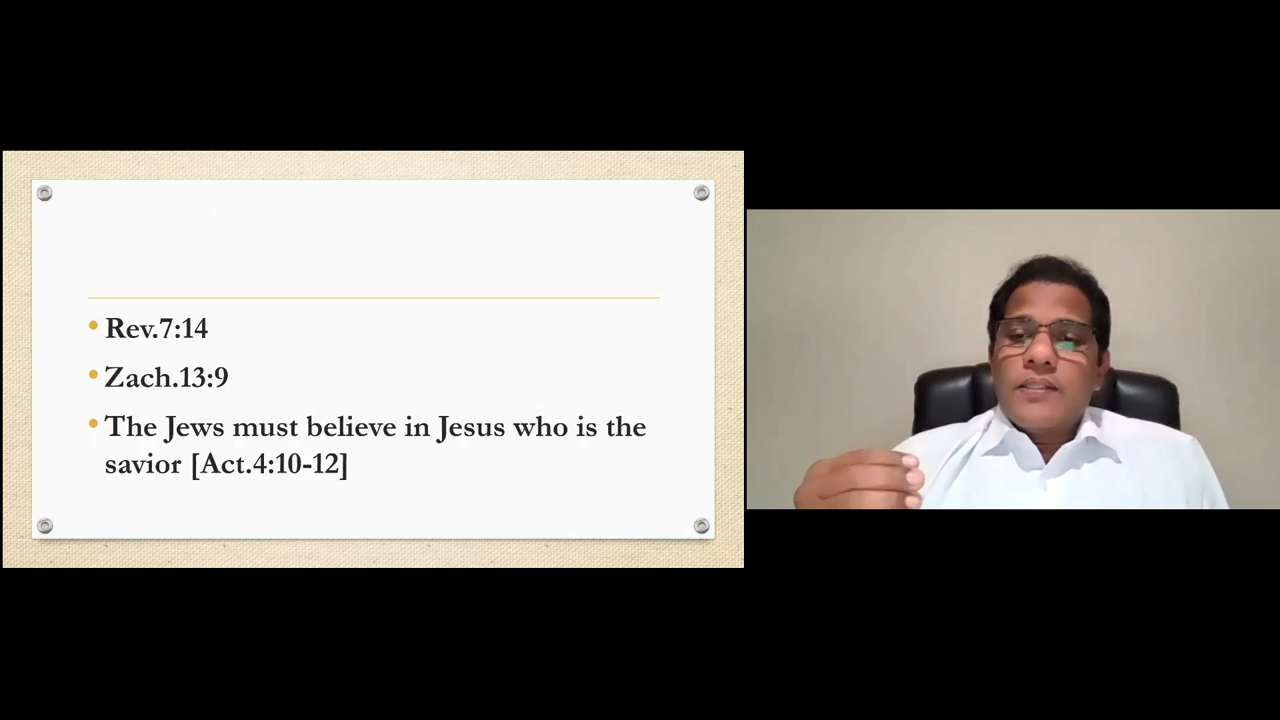 Rev.7:14
Zach.13:9
The Jews must believe in Jesus who is the
savior [Act.4:10-12]